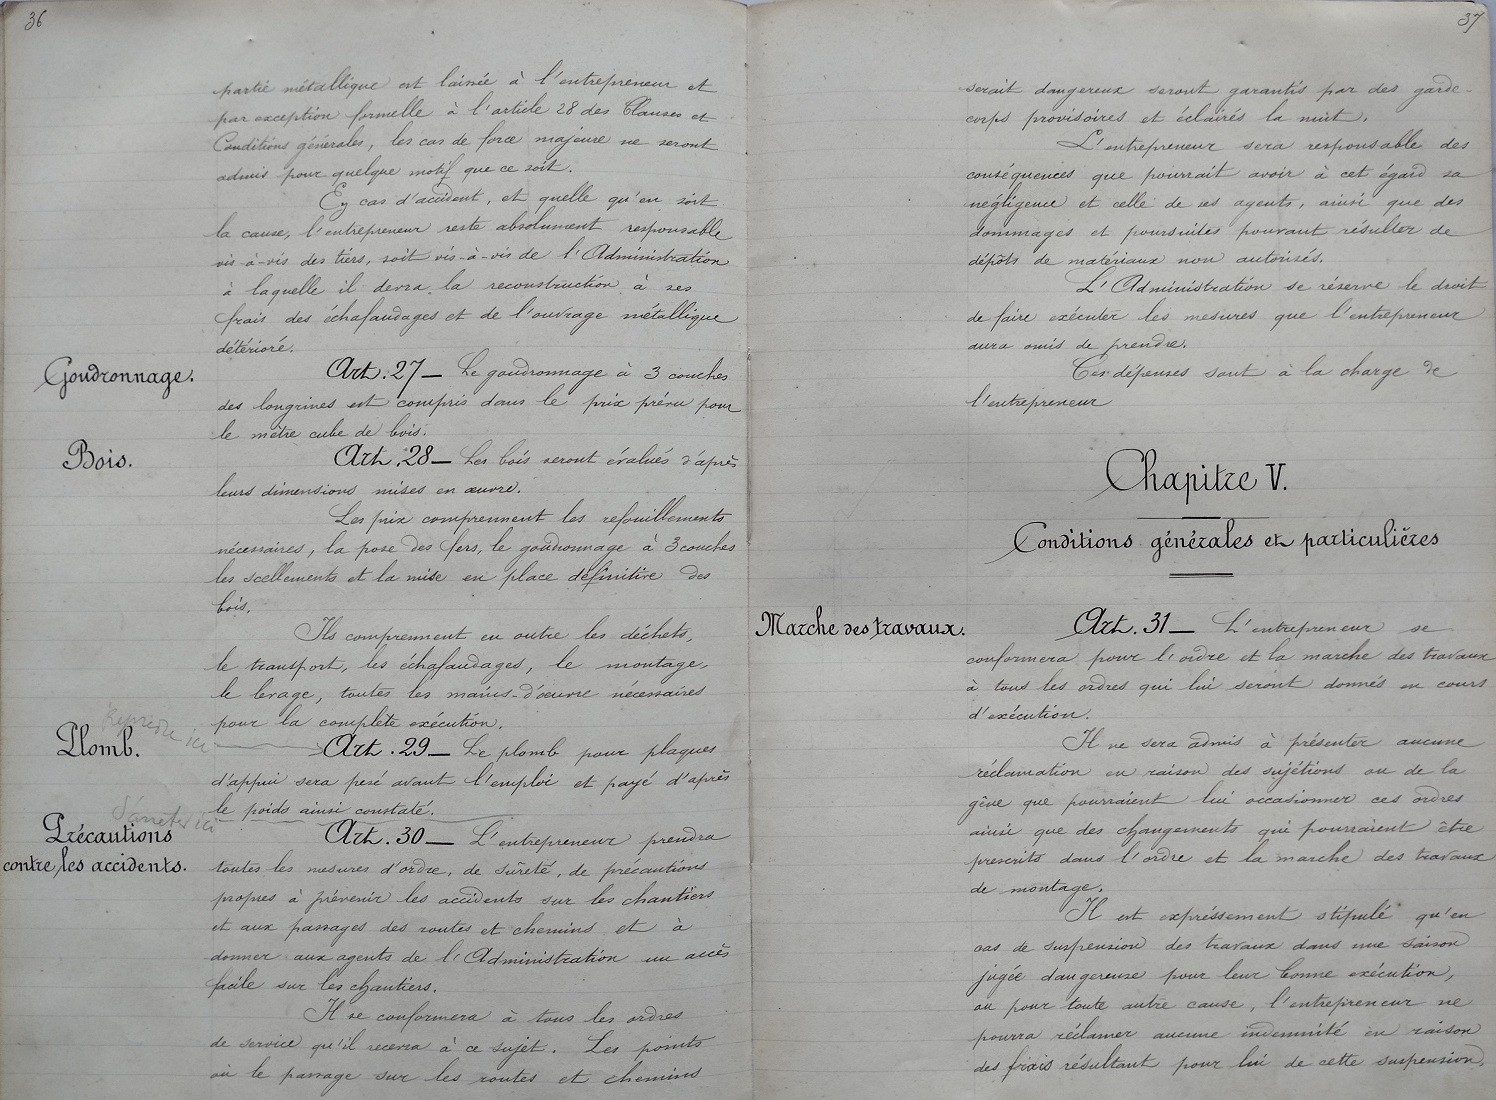 36
partie métallique est laissée à l'entrepreneur et
par exception formelle à l'article 28 des Clauses et
Conditions générales, les cas de force majeure ne seront
admis pour quelque motif que ce soit.
En cas d'accident, et quelle qu'en soit
la cause, l'entrepreneur reste absolument responsable
vis-à-vis des tiers, soit vis-à-vis de l'Administration
à laquelle il devra la reconstruction à ses
frais des échafaudages et de l'ouvrage métallique
détérioré.
Goudronnage.
Art. 27 — Le goudronnage à 3 couches
des longrines est compris dans le prix prévu pour
le mètre cube de bois.
Bois.
Art. 28 — Les bois seront évalués d'après
leurs dimensions mises en œuvre.
Les prix comprennent les refouillements
nécessaires, la pose des fers, le goudronnage à 3 couches
les scellements et la mise en place définitive des
bois.
Ils comprennent en outre les déchets,
le transport, les échafaudages, le montage,
le levage, toutes les mains-d'œuvre nécessaires
pour la complète exécution.
Reprendre ici
Plomb.
Art. 29 — Le plomb pour plaques
d'appui sera pesé avant l'emploi et payé d'après
le poids ainsi constaté.
S'arrêter ici
Précautions
contre les accidents.
Art. 30 — L'entrepreneur prendra
toutes les mesures d'ordre, de sûreté, de précautions
propres à prévenir les accidents sur les chantiers
et aux passages des routes et chemins et à
donner aux agents de l'Administration un accès
facile sur les chantiers.
Il se conformera à tous les ordres
de service qu'il recevra à ce sujet. Les points
où le passage sur les routes et chemins
37
serait dangereux seront garantis par des garde-
corps provisoires et éclairés la nuit.
L'entrepreneur sera responsable des
conséquences que pourrait avoir à cet égard sa
négligence et celle de ses agents, ainsi que des
dommages et poursuites pouvant résulter de
dépôts de matériaux non autorisés.
L'Administration se réserve le droit
de faire exécuter les mesures que l'entrepreneur
aura omis de prendre.
Ces dépenses sont à la charge de
l'entrepreneur
Chapitre V.
Conditions générales et particulières
Marche des travaux.
Art. 31 — L'entrepreneur se
conformera pour l'ordre et la marche des travaux
à tous les ordres qui lui seront donnés en cours
d'exécution.
Il ne sera admis à présenter aucune
réclamation en raison des sujétions ou de la
gêne que pourraient lui occasionner ces ordres
ainsi que des changements qui pourraient être
prescrits dans l'ordre et la marche des travaux
de montage.
Il est expréssement stipulé qu'en
cas de suspension des travaux dans une saison
jugée dangereuse pour leur bonne exécution,
ou pour toute autre cause, l'entrepreneur ne
pourra réclamer aucune indemnité en raison
des frais résultant pour lui de cette suspension,